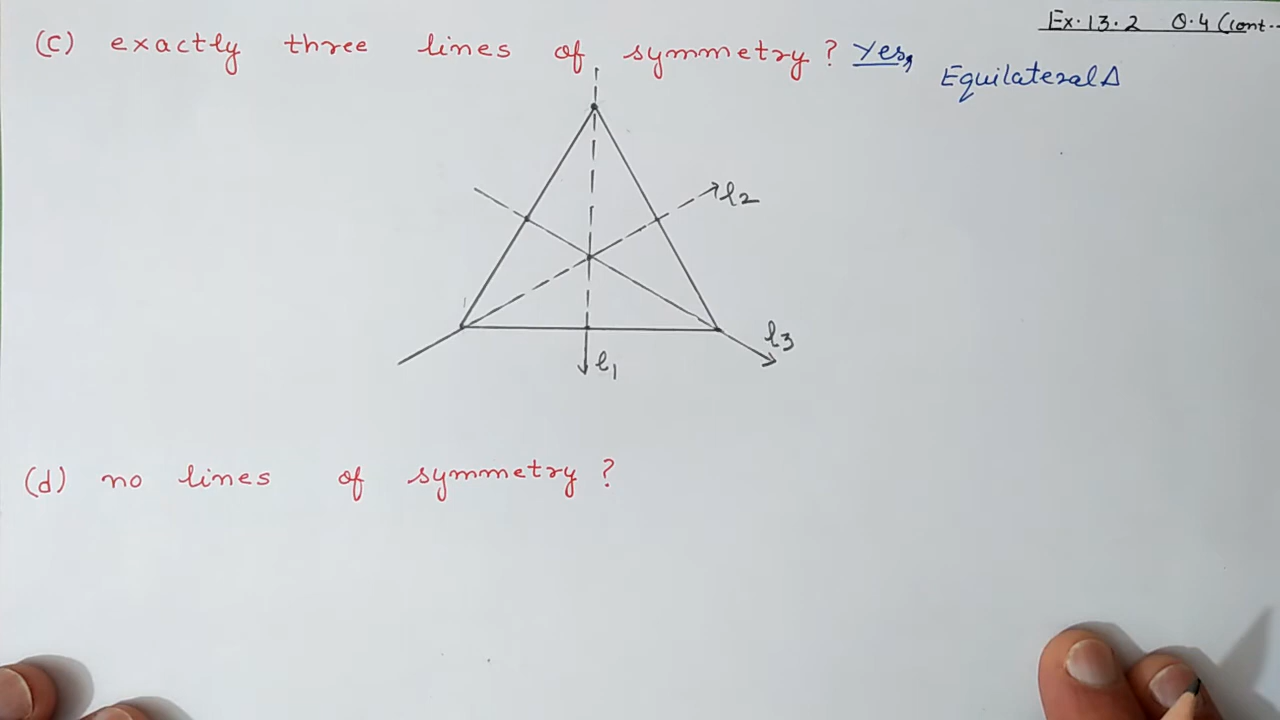 Ex. 13.2 Q.4 (cont..
(c) exactly three lines of symmetry? Yes,
Equilateral Δ
l2
l3
l1
(d) no lines of symmetry?